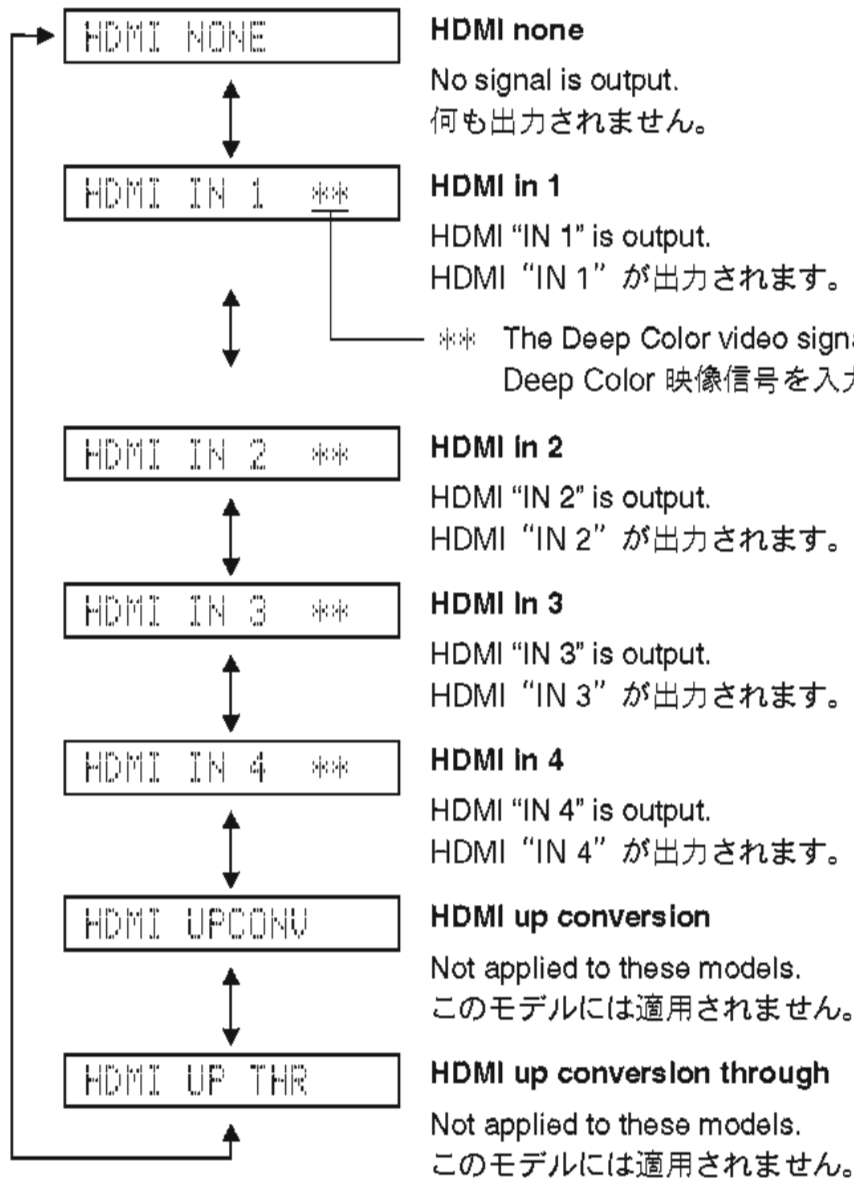 HDMI NONE
HDMI none
No signal is output.
何も出力されません。
HDMI IN 1 **
HDMI in 1
HDMI “IN 1” is output.
HDMI “IN 1” が出力されます。
** The Deep Color video
Deep Color 映像信号を
HDMI IN 2 **
HDMI in 2
HDMI “IN 2” is output.
HDMI “IN 2” が出力されます。
HDMI IN 3 **
HDMI in 3
HDMI “IN 3” is output.
HDMI “IN 3” が出力されます。
HDMI IN 4 **
HDMI in 4
HDMI “IN 4” is output.
HDMI “IN 4” が出力されます。
HDMI UPCONV
HDMI up conversion
Not applied to these models.
このモデルには適用されません。
HDMI UP THR
HDMI up conversion through
Not applied to these models.
このモデルには適用されません。